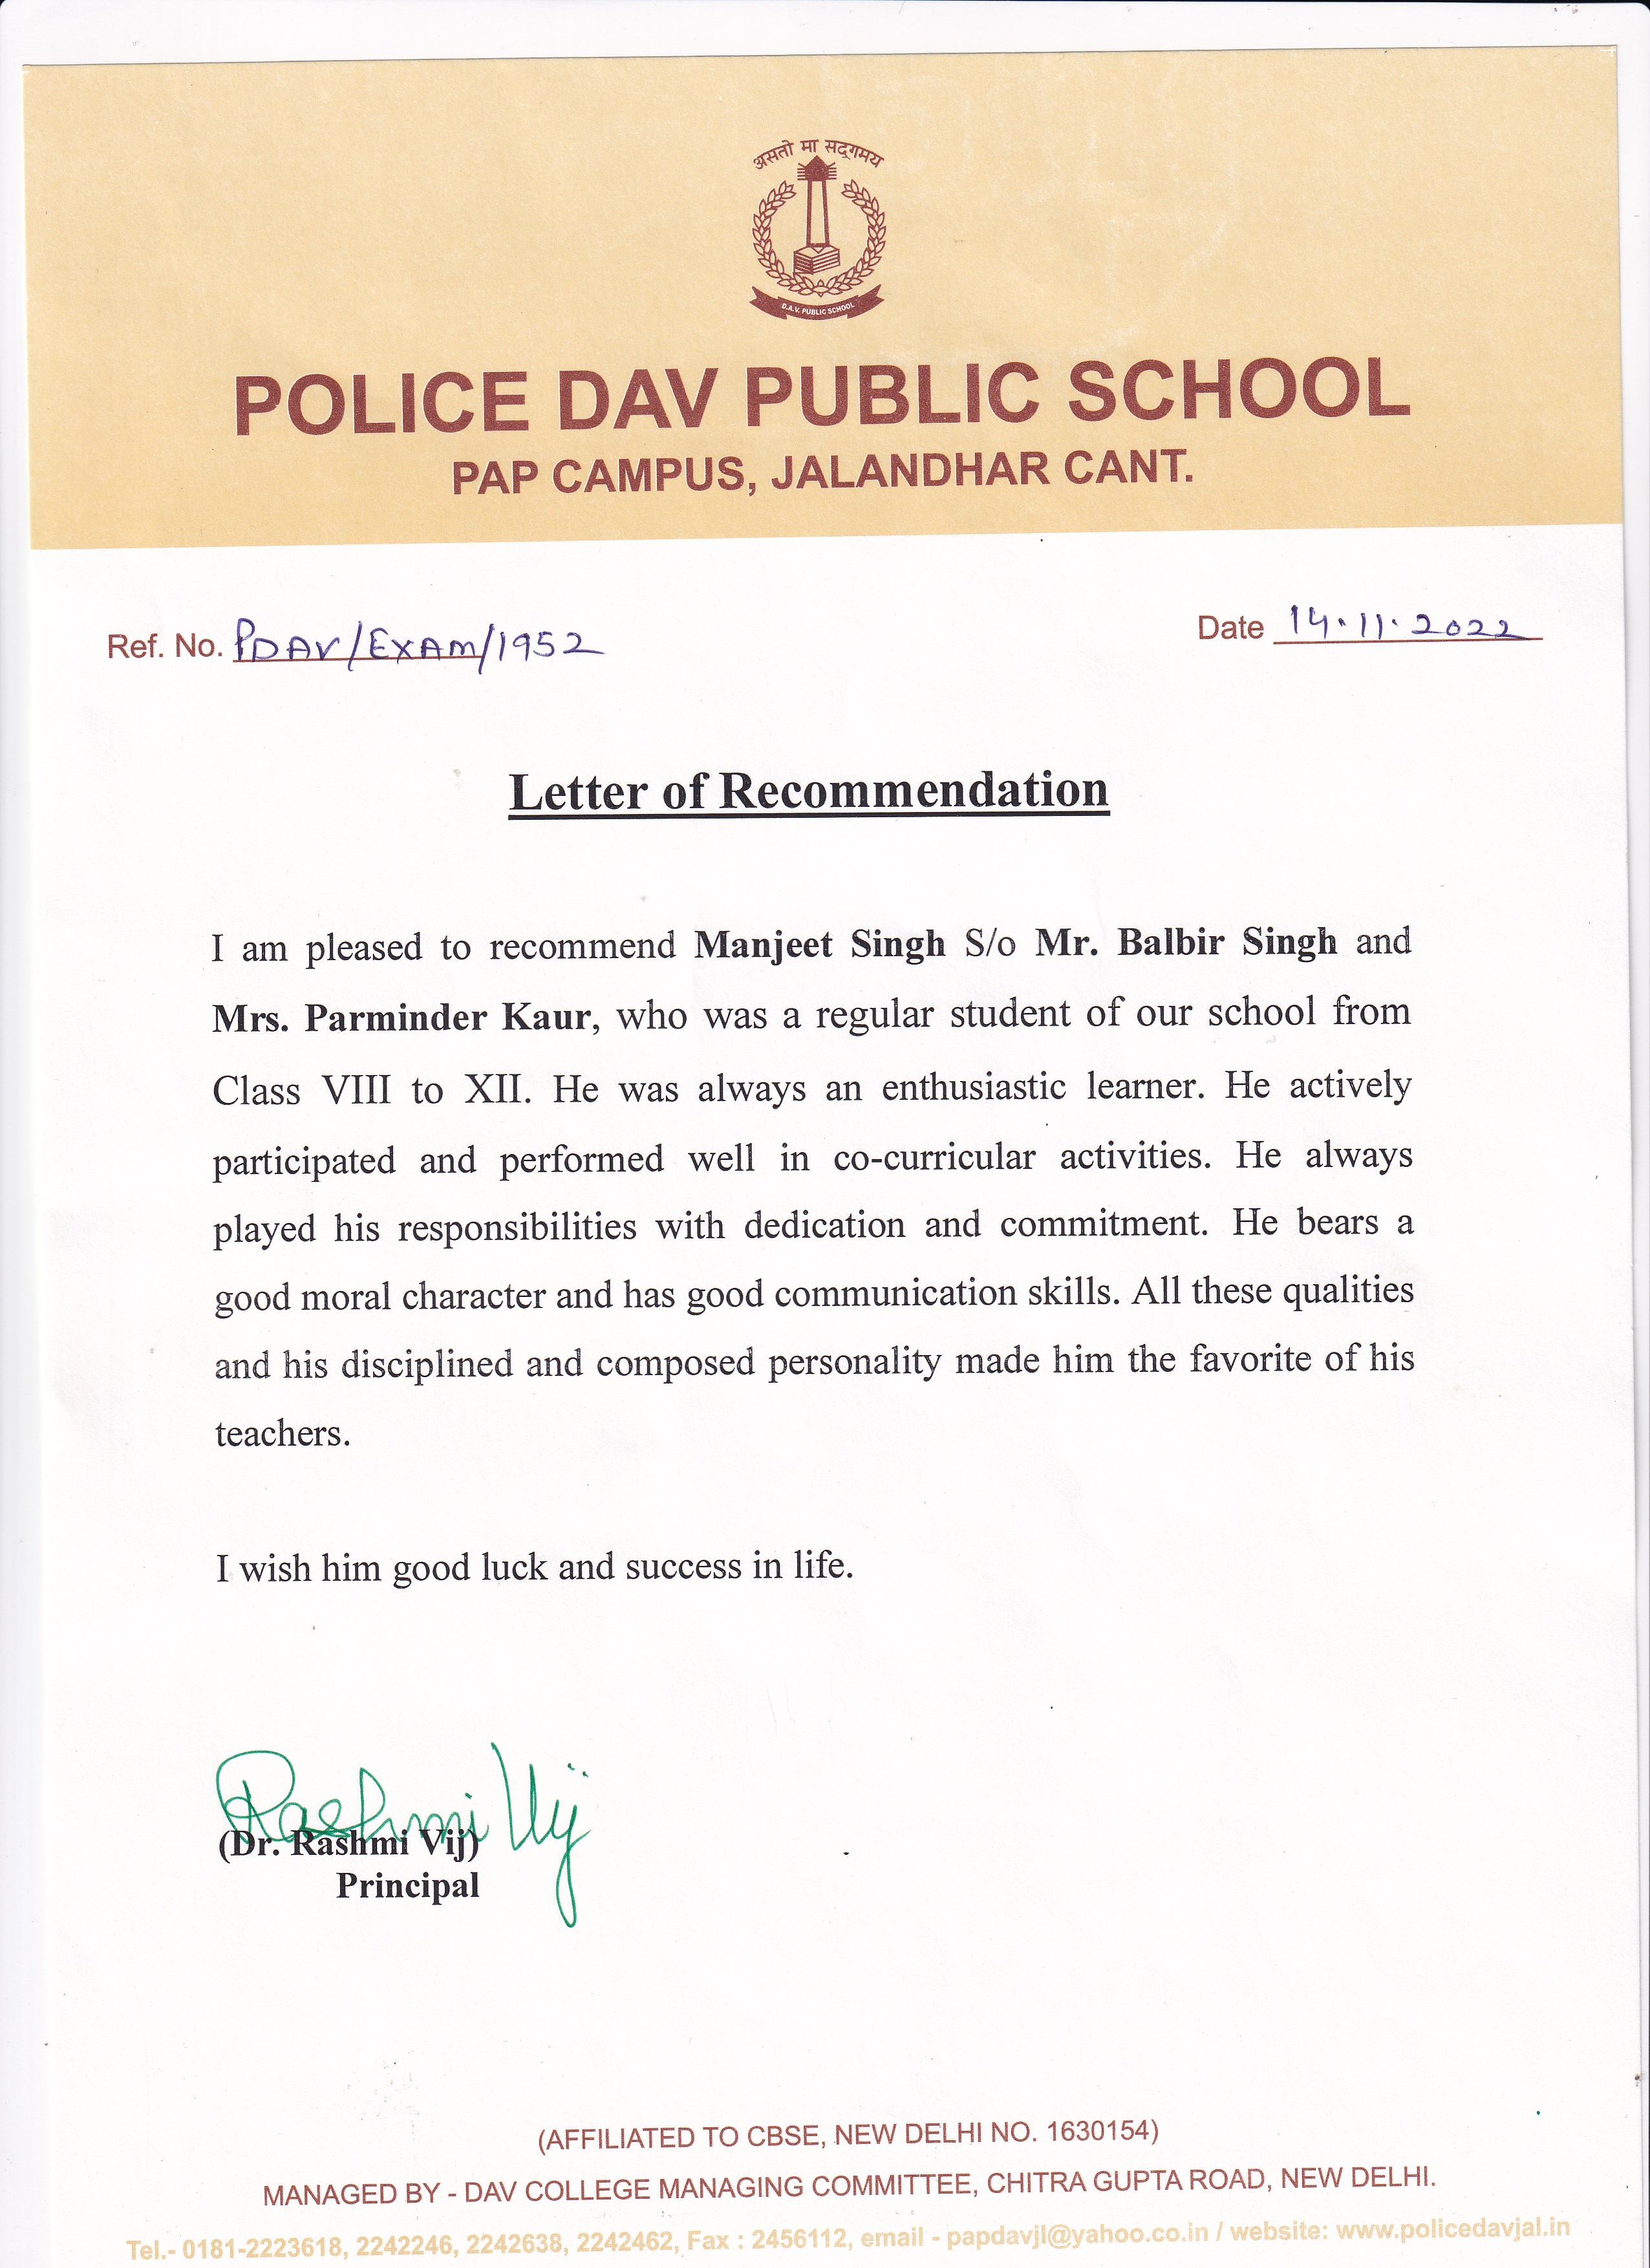 असतो मा सद्गमय
D.A.V. PUBLIC SCHOOL
POLICE DAV PUBLIC SCHOOL
PAP CAMPUS, JALANDHAR CANT.
Ref. No. PDAV/EXAM/1952
Date 14.11.2022
Letter of Recommendation
I am pleased to recommend Manjeet Singh S/o Mr. Balbir Singh and
Mrs. Parminder Kaur, who was a regular student of our school from
Class VIII to XII. He was always an enthusiastic learner. He actively
participated and performed well in co-curricular activities. He always
played his responsibilities with dedication and commitment. He bears a
good moral character and has good communication skills. All these qualities
and his disciplined and composed personality made him the favorite of his
teachers.
I wish him good luck and success in life.
Rashmi Vij
(Dr. Rashmi Vij)
Principal
(AFFILIATED TO CBSE, NEW DELHI NO. 1630154)
MANAGED BY - DAV COLLEGE MANAGING COMMITTEE, CHITRA GUPTA ROAD, NEW DELHI.
Tel.- 0181-2223618, 2242246, 2242638, 2242462, Fax : 2456112, email - papdavjl@yahoo.co.in / website: www.policedavjal.in